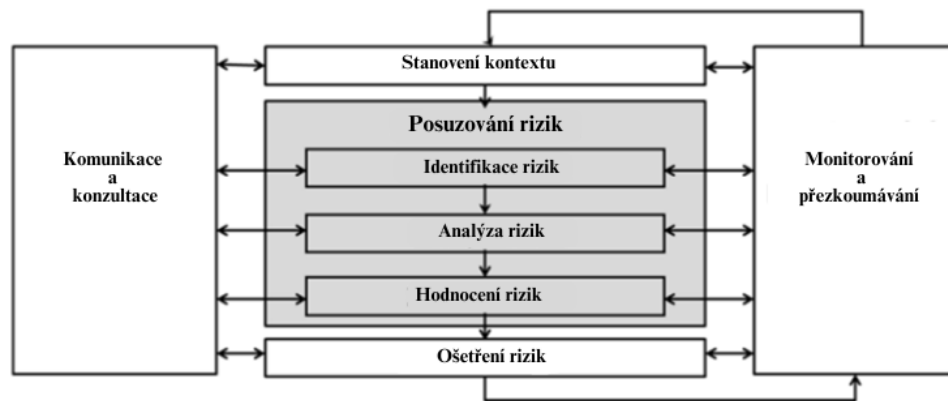 Stanovení kontextu
Posuzování rizik
Komunikace
a
konzultace
Identifikace rizik
Monitorování
a
přezkoumávání
Analýza rizik
Hodnocení rizik
Ošetření rizik